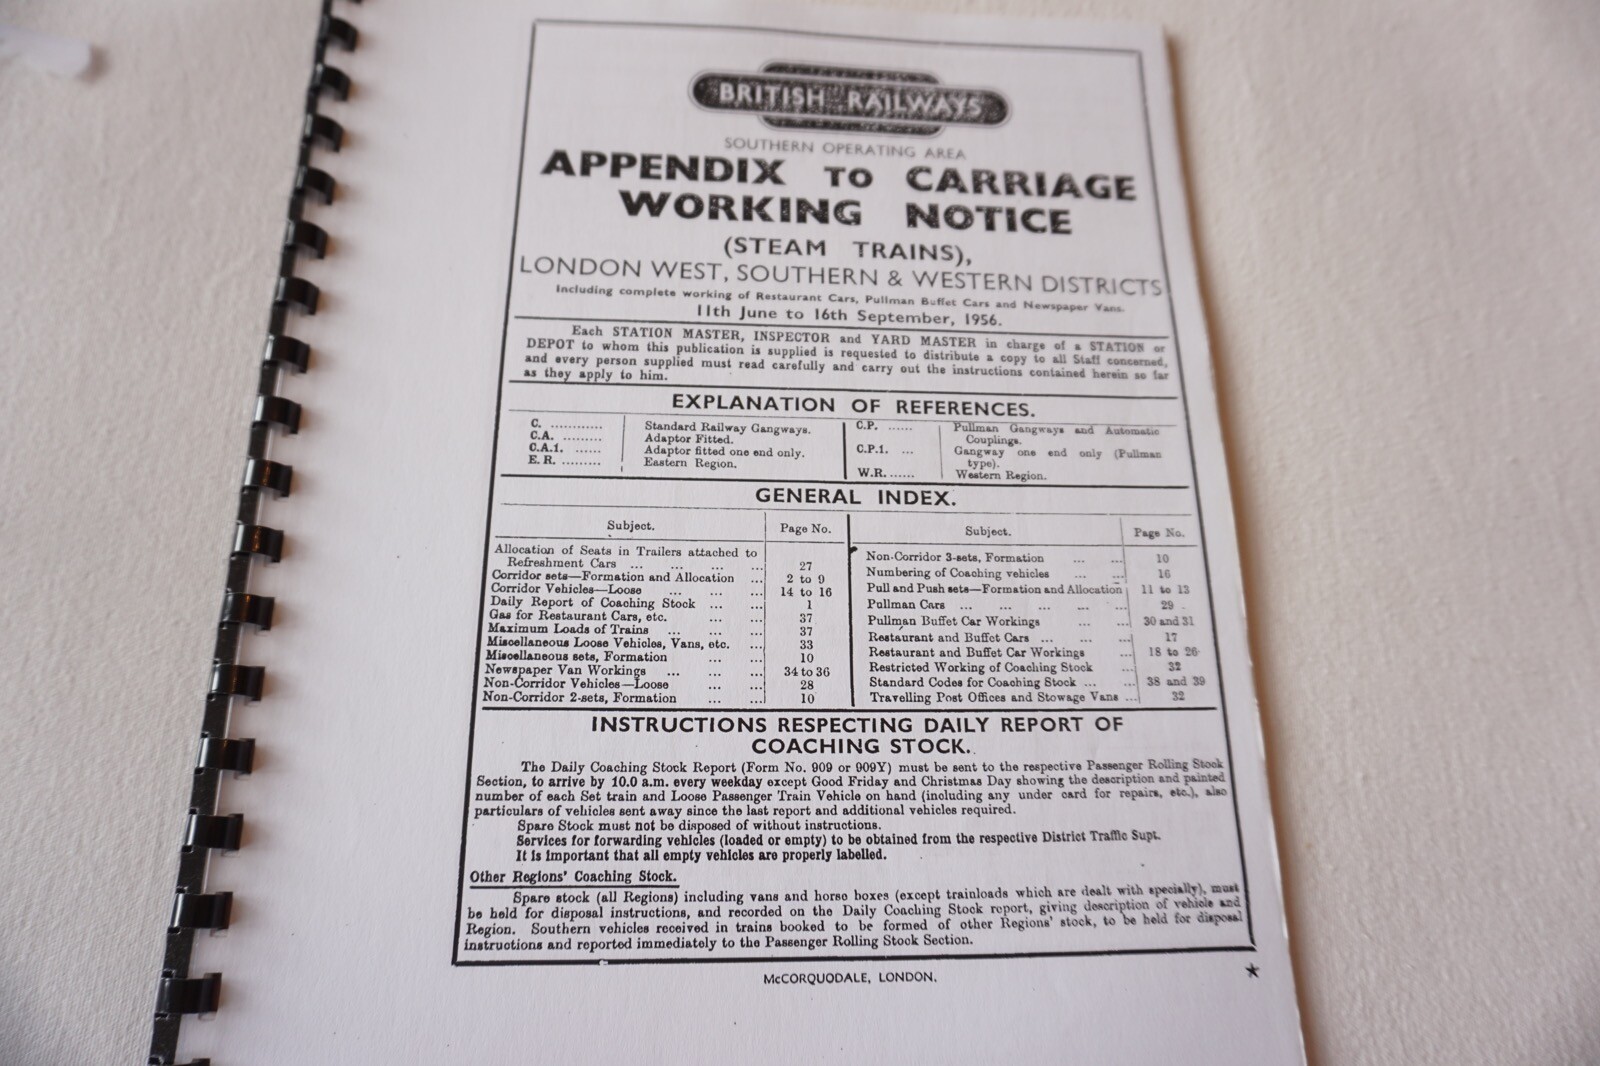 BRITISH RAILWAYS
SOUTHERN OPERATING AREA
APPENDIX TO CARRIAGE
WORKING NOTICE
(STEAM TRAINS),
LONDON WEST, SOUTHERN & WESTERN DISTRICTS
Including complete working of Restaurant Cars, Pullman Buffet Cars and Newspaper Vans.
11th June to 16th September, 1956.
Each STATION MASTER, INSPECTOR and YARD MASTER in charge of a STATION or
DEPOT to whom this publication is supplied is requested to distribute a copy to all Staff concerned,
and every person supplied must read carefully and carry out the instructions contained herein so far
as they apply to him.
EXPLANATION OF REFERENCES.
C. ............ Standard Railway Gangways.
C.A. ......... Adaptor Fitted.
C.A.1. ...... Adaptor fitted one end only.
E. R. ......... Eastern Region.
C.P. ...... Pullman Gangways and Automatic
Couplings.
C.P.1. ... Gangway one end only (Pullman
type).
W.R. ...... Western Region.
GENERAL INDEX.
Subject. Page No.
Allocation of Seats in Trailers attached to
Refreshment Cars ... ... ... ... 27
Corridor sets—Formation and Allocation ... 2 to 9
Corridor Vehicles—Loose ... ... ... 14 to 16
Daily Report of Coaching Stock ... ... 1
Gas for Restaurant Cars, etc. ... ... 37
Maximum Loads of Trains ... ... ... 37
Miscellaneous Loose Vehicles, Vans, etc. ... 33
Miscellaneous sets, Formation ... ... 10
Newspaper Van Workings ... ... ... 34 to 36
Non-Corridor Vehicles—Loose ... ... 28
Non-Corridor 2-sets, Formation ... ... 10
Subject. Page No.
Non-Corridor 3-sets, Formation ... ... 10
Numbering of Coaching vehicles ... ... 16
Pull and Push sets—Formation and Allocation 11 to 13
Pullman Cars ... ... ... ... ... 29
Pullman Buffet Car Workings ... ... 30 and 31
Restaurant and Buffet Cars ... ... ... 17
Restaurant and Buffet Car Workings ... 18 to 26
Restricted Working of Coaching Stock ... 32
Standard Codes for Coaching Stock ... ... 38 and 39
Travelling Post Offices and Stowage Vans ... 32
INSTRUCTIONS RESPECTING DAILY REPORT OF
COACHING STOCK.
The Daily Coaching Stock Report (Form No. 909 or 909Y) must be sent to the respective Passenger Rolling Stock
Section, to arrive by 10.0 a.m. every weekday except Good Friday and Christmas Day showing the description and painted
number of each Set train and Loose Passenger Train Vehicle on hand (including any under card for repairs, etc.), also
particulars of vehicles sent away since the last report and additional vehicles required.
Spare Stock must not be disposed of without instructions.
Services for forwarding vehicles (loaded or empty) to be obtained from the respective District Traffic Supt.
It is important that all empty vehicles are properly labelled.
Other Regions' Coaching Stock.
Spare stock (all Regions) including vans and horse boxes (except trainloads which are dealt with specially), must
be held for disposal instructions, and recorded on the Daily Coaching Stock report, giving description of vehicle and
Region. Southern vehicles received in trains booked to be formed of other Regions' stock, to be held for disposal
instructions and reported immediately to the Passenger Rolling Stock Section.
McCORQUODALE, LONDON.
★